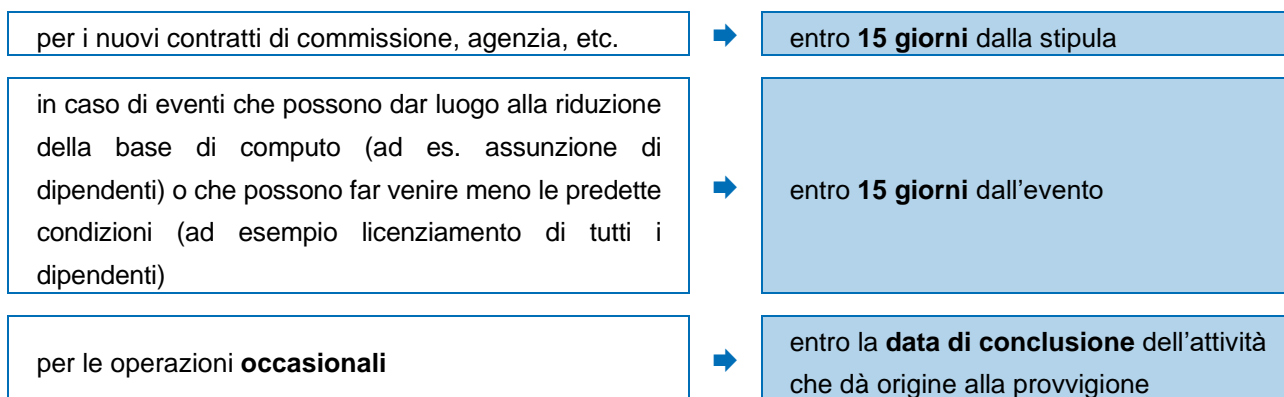 per i nuovi contratti di commissione, agenzia, etc.
entro 15 giorni dalla stipula
in caso di eventi che possono dar luogo alla riduzione
della base di computo (ad es. assunzione di
dipendenti) o che possono far venire meno le predette
condizioni (ad esempio licenziamento di tutti i
dipendenti)
entro 15 giorni dall’evento
per le operazioni occasionali
entro la data di conclusione dell’attività
che dà origine alla provvigione